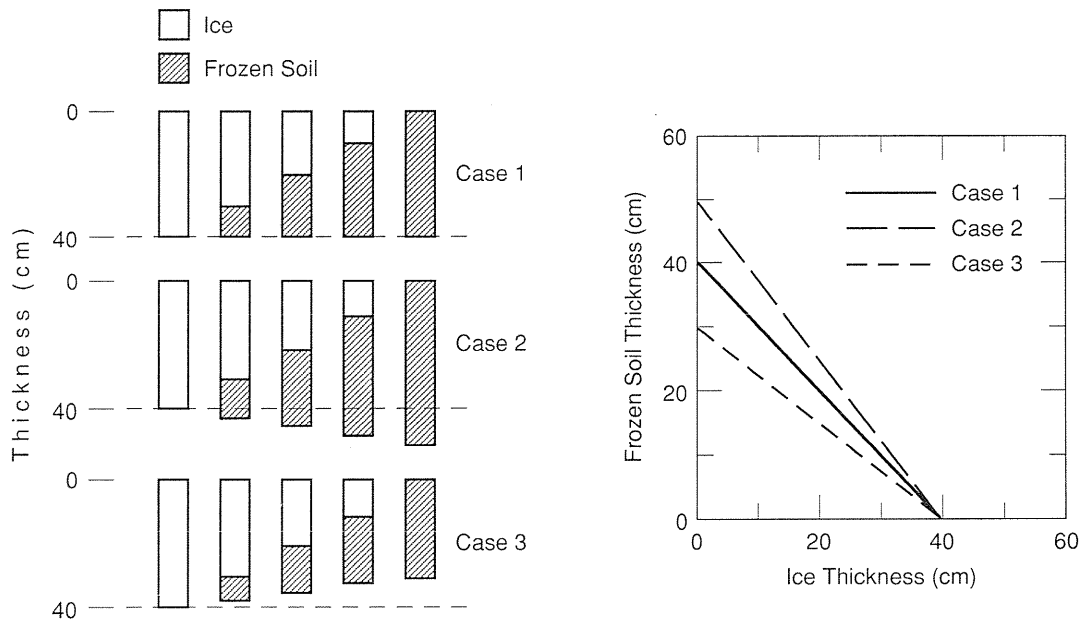 Ice
Frozen Soil
Thickness (cm)
0
40
Case 1
0
40
Case 2
0
40
Case 3
Frozen Soil Thickness (cm)
60
40
20
0
Case 1
Case 2
Case 3
0 20 40 60
Ice Thickness (cm)